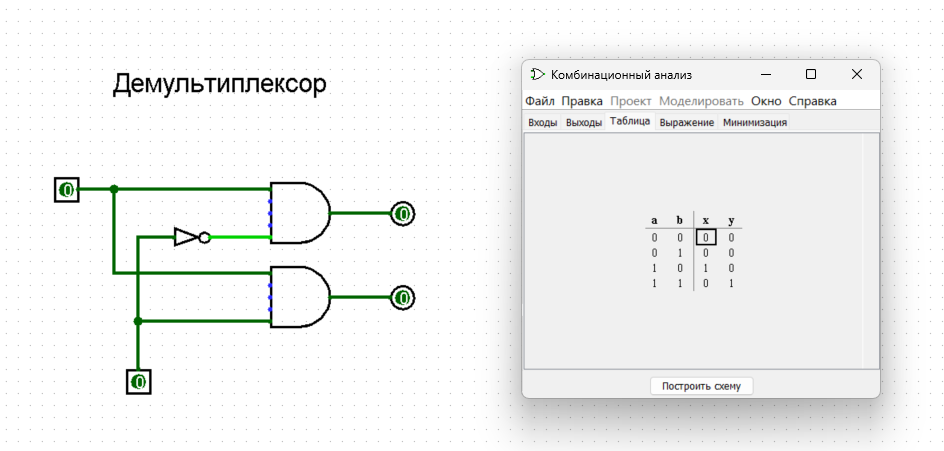 Демультиплексор
0
0
0
0
Комбинационный анализ
Файл Правка Проект Моделировать Окно Справка
Входы Выходы Таблица Выражение Минимизация
a b x y
0 0 0 0
0 1 0 0
1 0 1 0
1 1 0 1
Построить схему